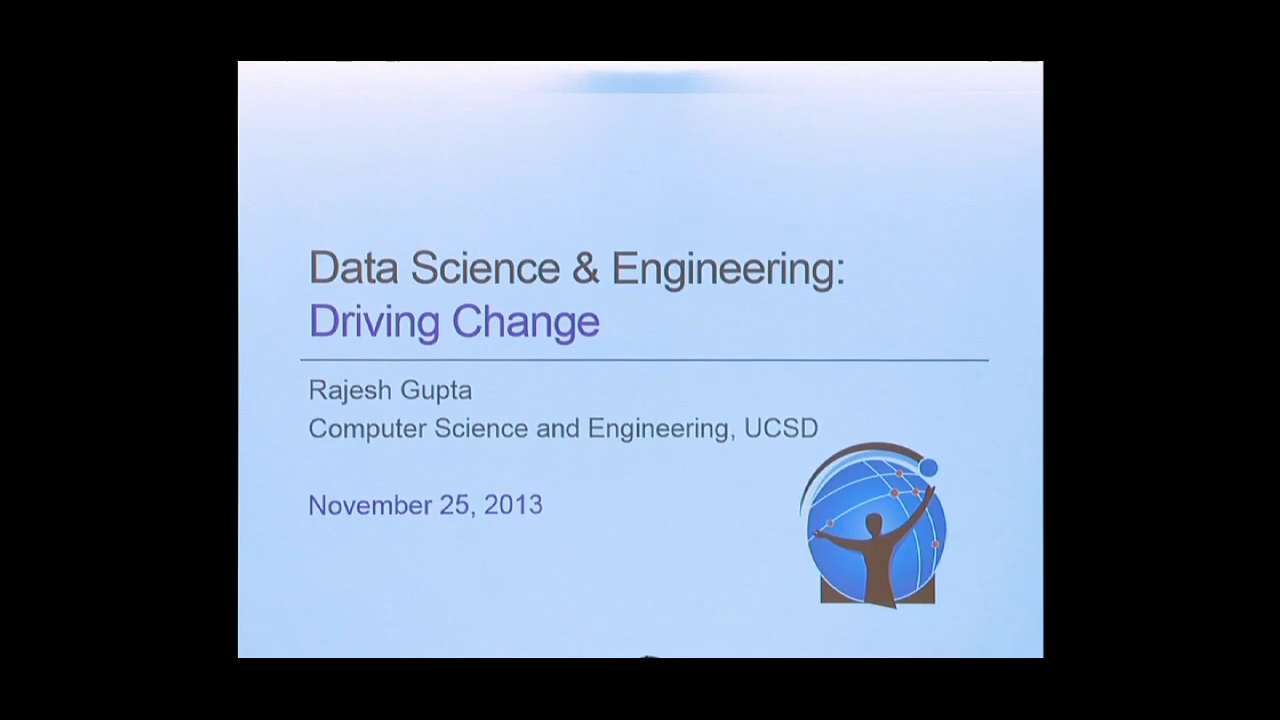 Data Science & Engineering:
Driving Change
Rajesh Gupta
Computer Science and Engineering, UCSD
November 25, 2013